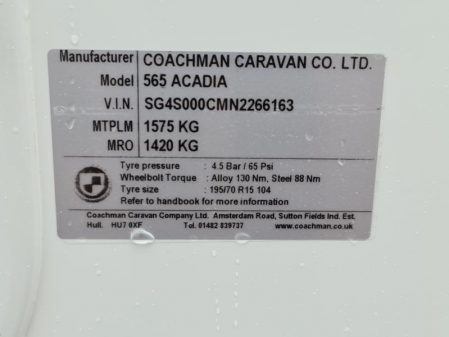 Manufacturer COACHMAN CARAVAN CO. LTD.
Model 565 ACADIA
V.I.N. SG4S000CMN2266163
MTPLM 1575 KG
MRO 1420 KG
Tyre pressure : 4.5 Bar / 65 Psi
Wheelbolt Torque : Alloy 130 Nm, Steel 88 Nm
Tyre size : 195/70 R15 104
Refer to handbook for more information
Coachman Caravan Company Ltd. Amsterdam Road, Sutton Fields Ind. Est.
Hull. HU7 0XF Tel. 01482 839737 www.coachman.co.uk